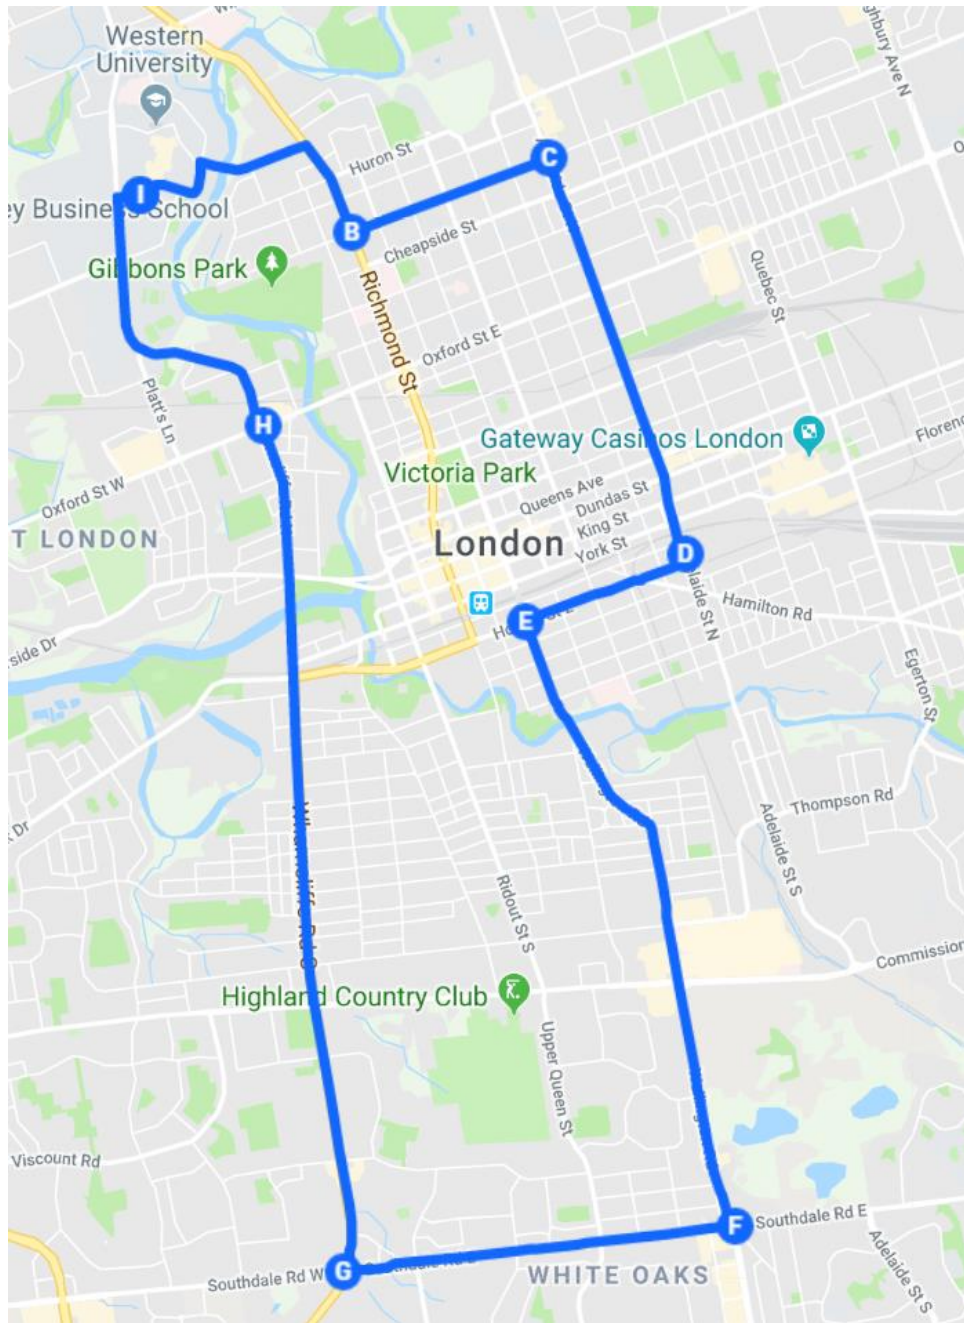 Western
University
Huron St
C
I
ey Business School
B
Cheapside St
Gibbons Park
Quebec St
Richmond St
Oxford St E
Platt's Ln
H
Gateway Casinos London
Victoria Park
Queens Ave
Dundas St
King St
York St
Oxford St W
T LONDON
London
D
Hamilton Rd
E
Egerton St
Thompson Rd
Adelaide St S
Ridout St S
Commission
Highland Country Club
Upper Queen St
Viscount Rd
F
Southdale Rd E
G
Southdale Rd W
WHITE OAKS
Adelaide St S